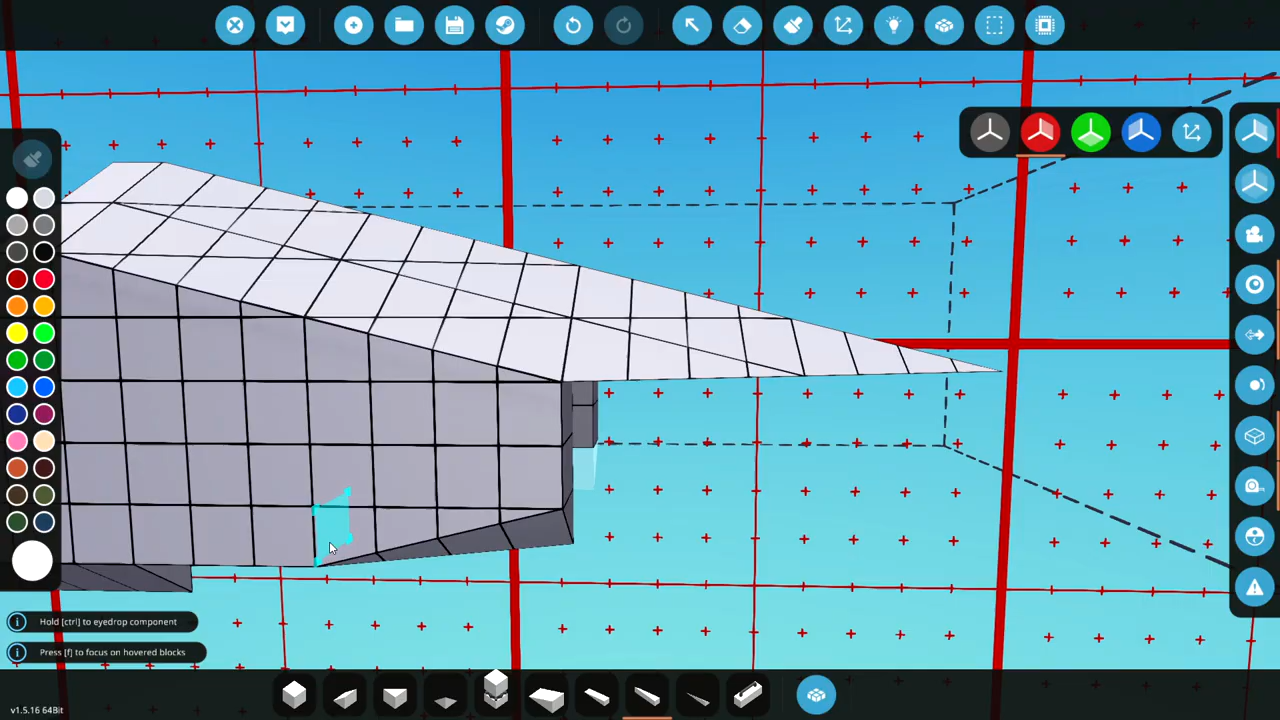 Hold [ctrl] to eyedrop component
Press [f] to focus on hovered blocks
v1.5.16 64Bit